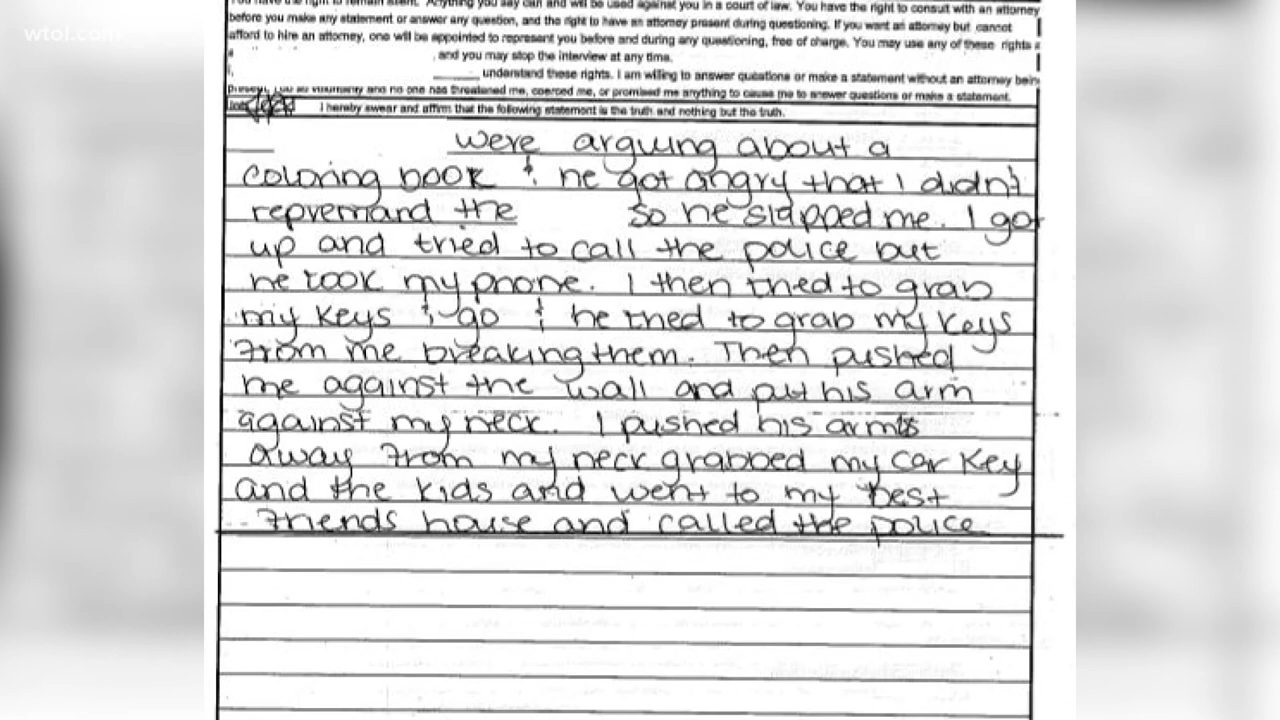 wtol.com
You have the right to remain silent. Anything you say can and will be used against you in a court of law. You have the right to consult with an attorney
before you make any statement or answer any question, and the right to have an attorney present during questioning. If you want an attorney but cannot
afford to hire an attorney, one will be appointed to represent you before and during any questioning, free of charge. You may use any of these rights
, and you may stop the interview at any time.
I, ______ understand these rights. I am willing to answer questions or make a statement without an attorney being
present. and no one has threatened me, coerced me, or promised me anything to cause me to answer questions or make a statement.
I hereby swear and affirm that the following statement is the truth and nothing but the truth.
were arguing about a
coloring book & he got angry that I didn't
repremand the so he slapped me. I got
up and tried to call the police but
he took my phone. I then tried to grab
my keys & go & he tried to grab my keys
from me breaking them. Then pushed
me against the wall and put his arm
against my neck. I pushed his arms
away from my neck grabbed my car key
and the kids and went to my best
friends house and called the police